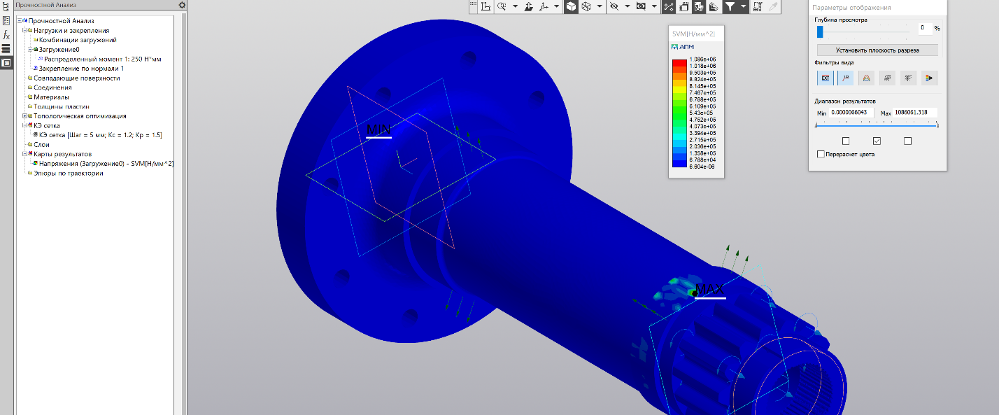 Прочностной Анализ
Прочностной Анализ
Нагрузки и закрепления
Комбинации загружений
Загружение0
Распределенный момент 1: 250 Н*мм
Закрепление по нормали 1
Совпадающие поверхности
Соединения
Материалы
Толщины пластин
Топологическая оптимизация
КЭ сетка
КЭ сетка [Шаг = 5 мм; Кс = 1.2; Кр = 1.5]
Слои
Карты результатов
Напряжения (Загружение0) - SVM[Н/мм^2]
Эпюры по траектории
MIN
MAX
SVM[Н/мм^2]
АПМ
1.086e+06
1.018e+06
9.503e+05
8.824e+05
8.145e+05
7.467e+05
6.788e+05
6.109e+05
5.43e+05
4.752e+05
4.073e+05
3.394e+05
2.715e+05
2.036e+05
1.358e+05
6.788e+04
6.604e-06
Параметры отображения
Глубина просмотра
0 %
Установить плоскость разреза
Фильтры вида
EXT
Диапазон результатов
Min 0.0000066043 Max 1086061.318
Перерасчет цвета